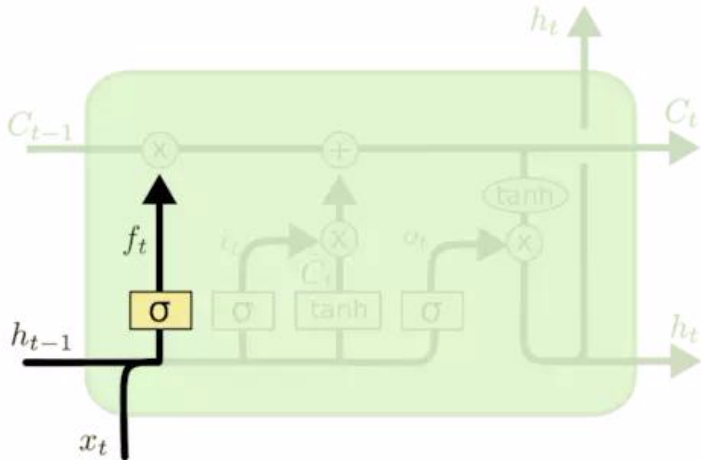 h_t
C_{t-1}
C_t
×
+
tanh
f_t
i_t
×
o_t
×
C̃_t
σ
σ
tanh
σ
h_{t-1}
h_t
x_t